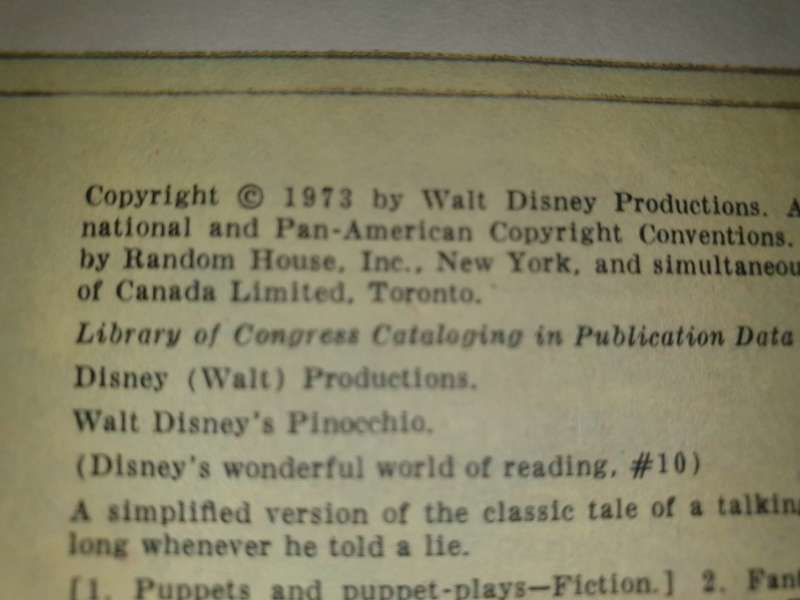 Copyright © 1973 by Walt Disney Productions. A
national and Pan-American Copyright Conventions.
by Random House, Inc., New York, and simultaneou
of Canada Limited, Toronto.
Library of Congress Cataloging in Publication Data
Disney (Walt) Productions.
Walt Disney's Pinocchio.
(Disney's wonderful world of reading, #10)
A simplified version of the classic tale of a talkin
long whenever he told a lie.
[1. Puppets and puppet-plays—Fiction.] 2. Fan